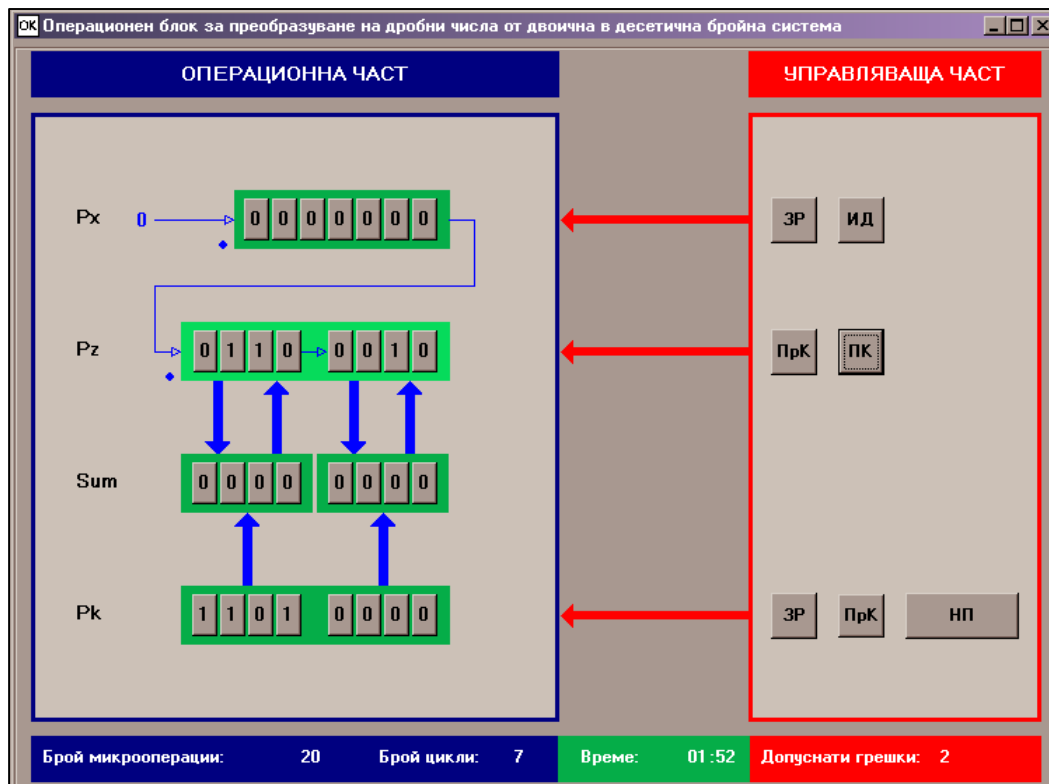 OK Операционен блок за преобразуване на дробни числа от двоична в десетична бройна система
ОПЕРАЦИОННА ЧАСТ УПРАВЛЯВАЩА ЧАСТ
Px 0 0 0 0 0 0 0 0 ЗР ИД
Pz 0 1 1 0 0 0 1 0 ПрК ПК
Sum 0 0 0 0 0 0 0 0
Pk 1 1 0 1 0 0 0 0 ЗР ПрК НП
Брой микрооперации: 20 Брой цикли: 7 Време: 01:52 Допуснати грешки: 2